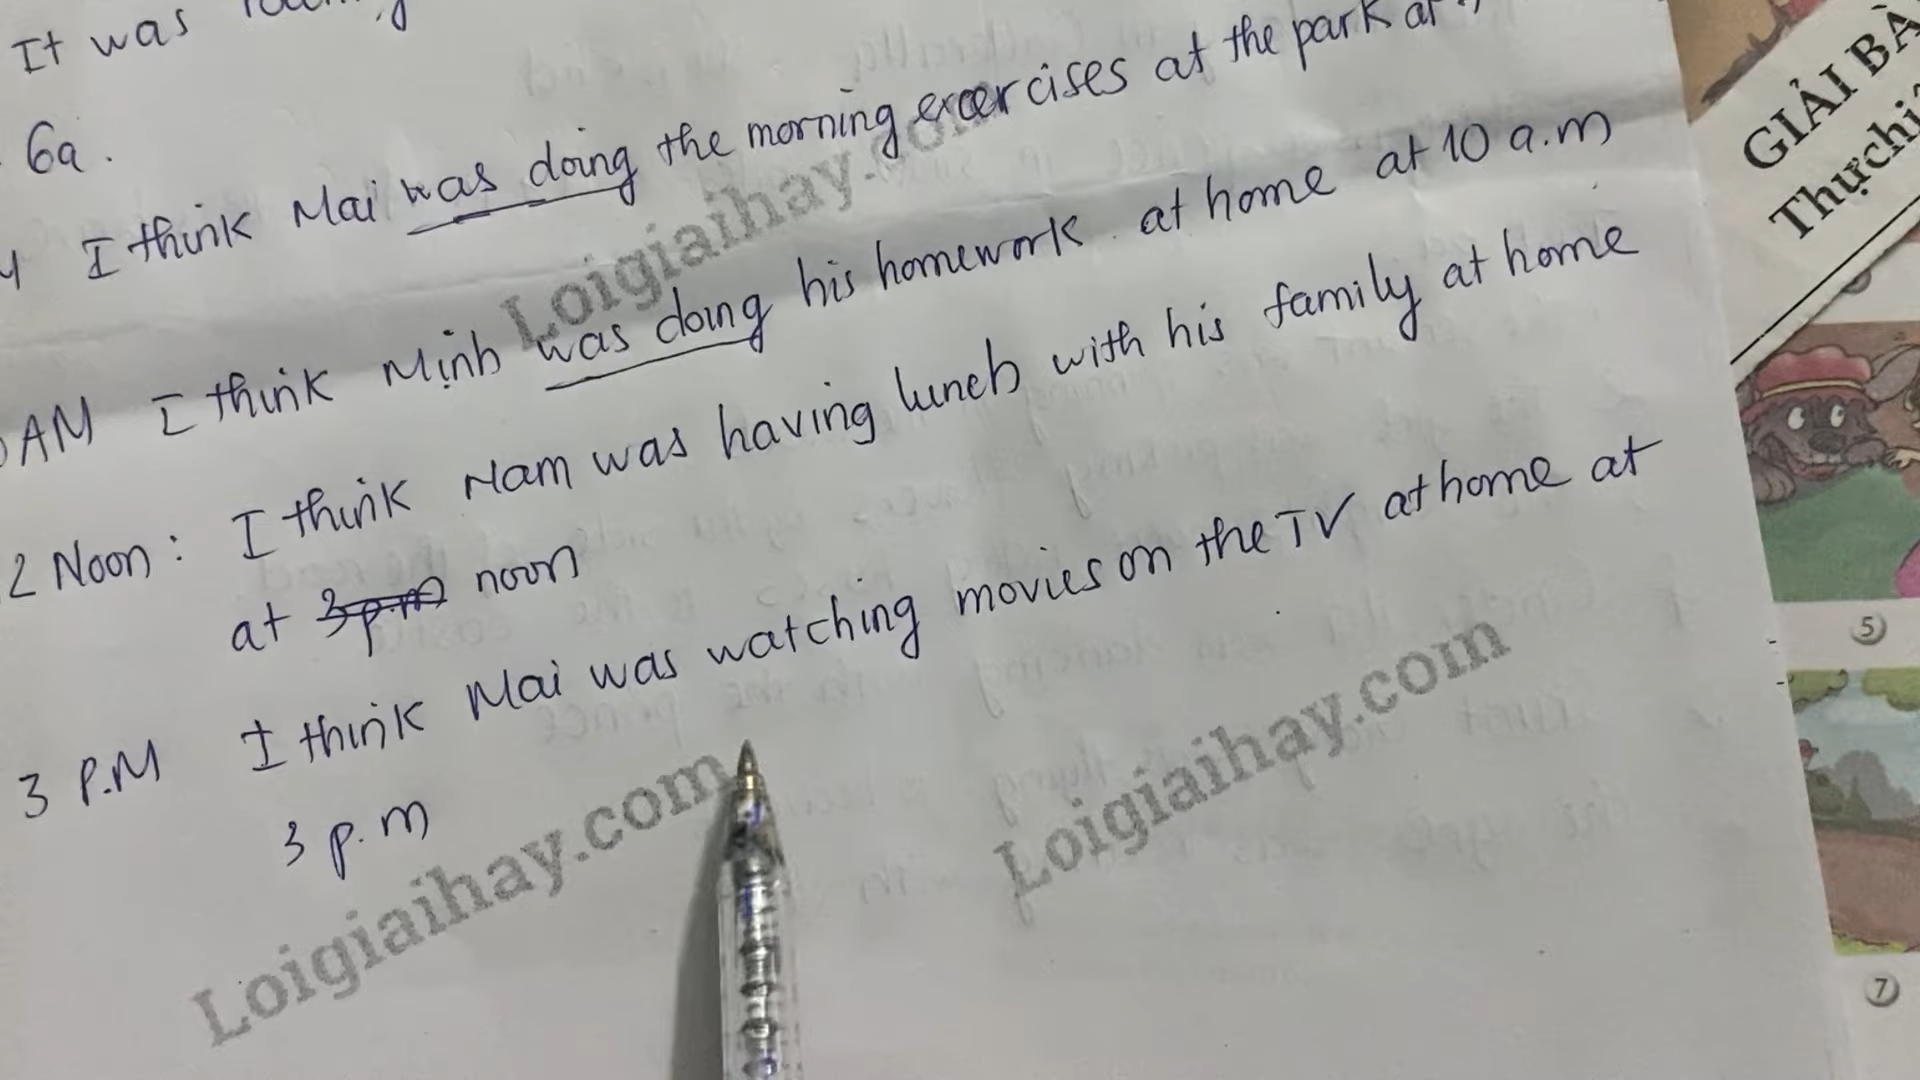 It was
6a.
I think Mai was doing the morning exercises at the park at
AM I think Minh was doing his homework at home at 10 a.m
2 Noon: I think Nam was having lunch with his family at home
at 3p.m noon
3 P.M I think Mai was watching movies on the TV at home at
3 p.m
Loigiaihay.com
Loigiaihay.com
Loigiaihay.com
GIẢI BÀ
Thực chi
5
7